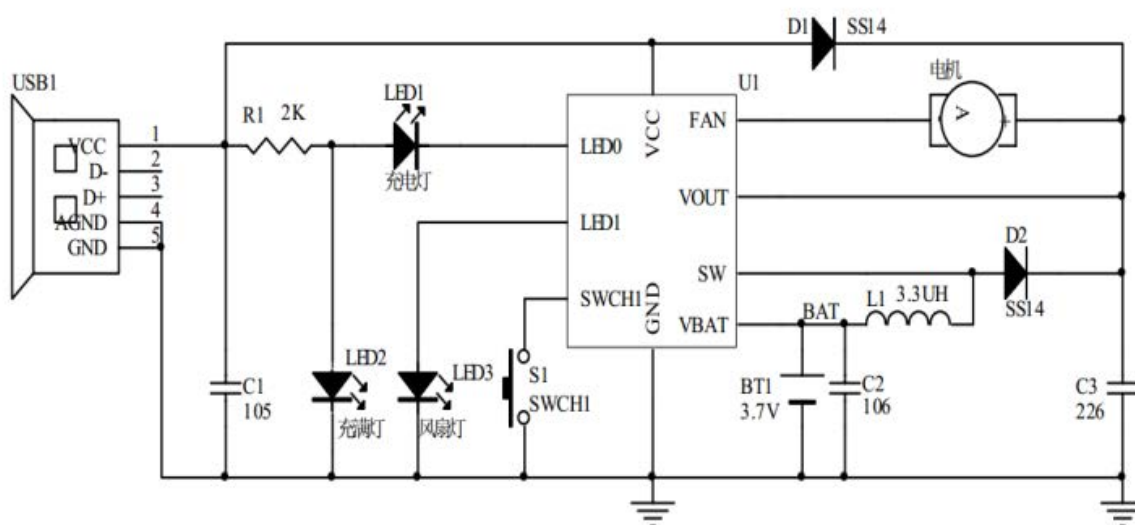 D1 SS14
USB1
U1
电机
LED1
R1 2K
VCC 1
D- 2
D+ 3
AGND 4
GND 5
充电灯
LED0
LED1
SWCH1
VCC
GND
FAN
VOUT
SW
VBAT
A
+
D2
SS14
L1 3.3UH
BAT
LED2
充满灯
LED3
风扇灯
S1
SWCH1
C1
105
BT1
3.7V
C2
106
C3
226